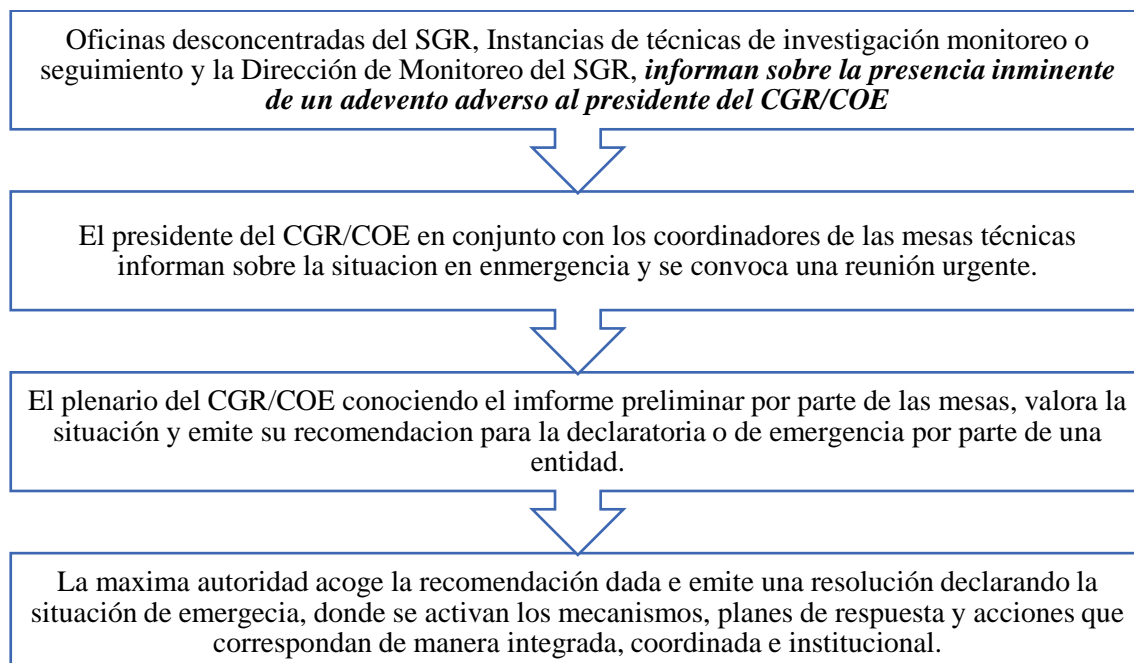 Oficinas desconcentradas del SGR, Instancias de técnicas de investigación monitoreo o
seguimiento y la Dirección de Monitoreo del SGR, informan sobre la presencia inminente
de un adevento adverso al presidente del CGR/COE
El presidente del CGR/COE en conjunto con los coordinadores de las mesas técnicas
informan sobre la situacion en enmergencia y se convoca una reunión urgente.
El plenario del CGR/COE conociendo el imforme preliminar por parte de las mesas, valora la
situación y emite su recomendacion para la declaratoria o de emergencia por parte de una
entidad.
La maxima autoridad acoge la recomendación dada e emite una resolución declarando la
situación de emergecia, donde se activan los mecanismos, planes de respuesta y acciones que
correspondan de manera integrada, coordinada e institucional.